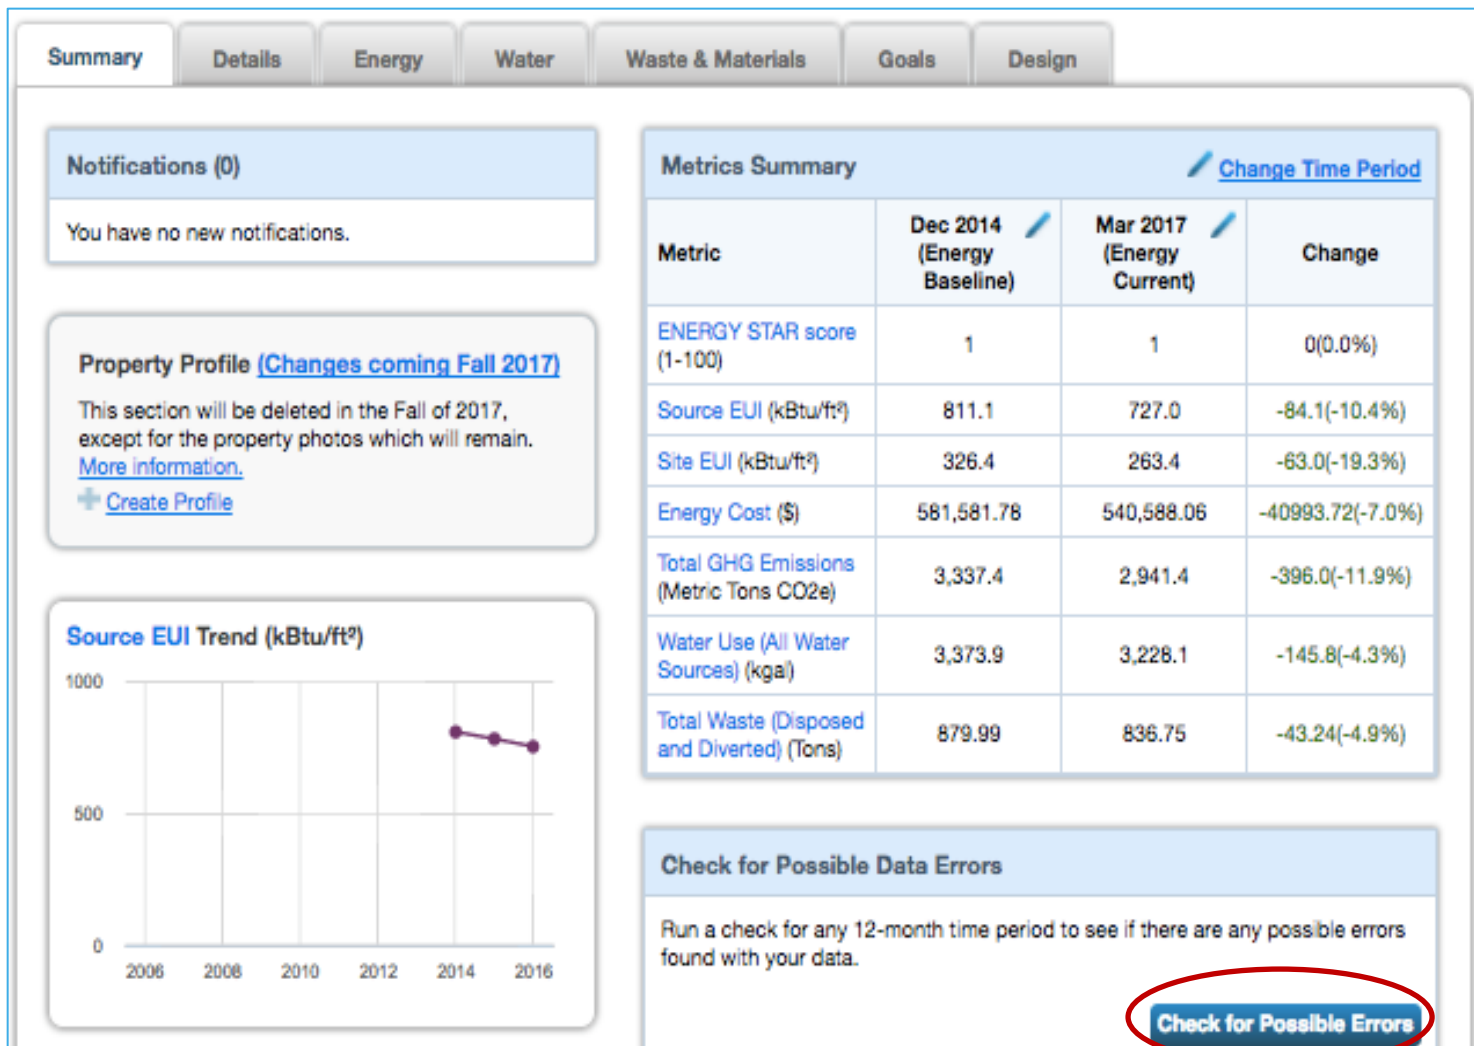 Summary
Details
Energy
Water
Waste & Materials
Goals
Design
Notifications (0)
You have no new notifications.
Property Profile (Changes coming Fall 2017)
This section will be deleted in the Fall of 2017,
except for the property photos which will remain.
More information.
Create Profile
Source EUI Trend (kBtu/ft²)
1000
500
0
2006 2008 2010 2012 2014 2016
Metrics Summary
Change Time Period
Metric
Dec 2014
(Energy
Baseline)
Mar 2017
(Energy
Current)
Change
ENERGY STAR score
(1-100)
1
1
0(0.0%)
Source EUI (kBtu/ft²)
811.1
727.0
-84.1(-10.4%)
Site EUI (kBtu/ft²)
326.4
263.4
-63.0(-19.3%)
Energy Cost ($)
581,581.78
540,588.06
-40993.72(-7.0%)
Total GHG Emissions
(Metric Tons CO2e)
3,337.4
2,941.4
-396.0(-11.9%)
Water Use (All Water
Sources) (kgal)
3,373.9
3,228.1
-145.8(-4.3%)
Total Waste (Disposed
and Diverted) (Tons)
879.99
836.75
-43.24(-4.9%)
Check for Possible Data Errors
Run a check for any 12-month time period to see if there are any possible errors
found with your data.
Check for Possible Errors